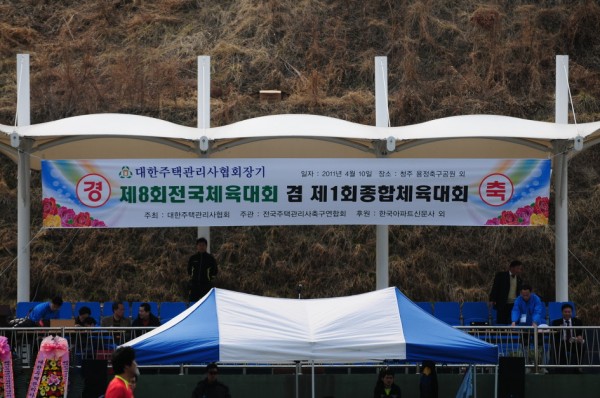 대한주택관리사협회장기
일자 : 2011년 4월 10일 장소 : 청주 용정축구공원 외
경 제8회전국체육대회 겸 제1회종합체육대회 축
주최 : 대한주택관리사협회 주관 : 전국주택관리사축구연합회 후원 : 한국아파트신문사 외